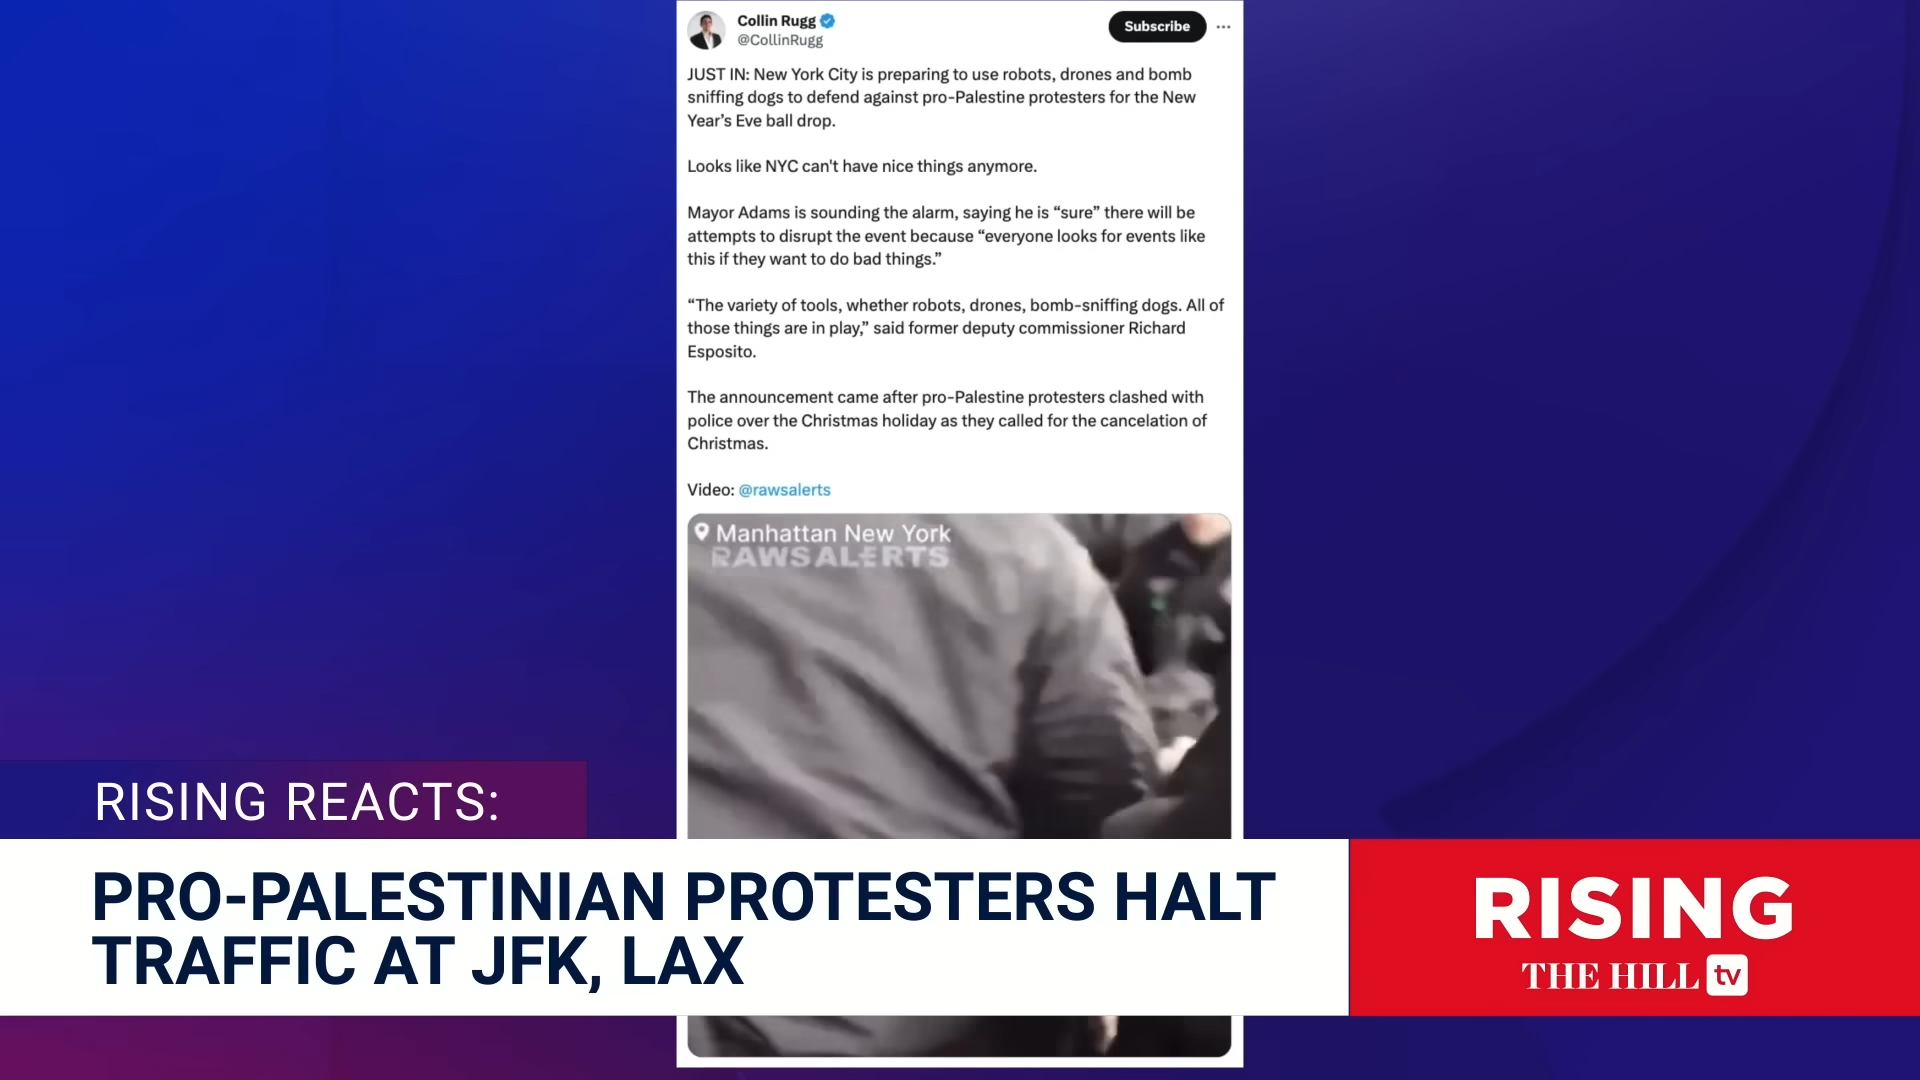 Collin Rugg
@CollinRugg
Subscribe
JUST IN: New York City is preparing to use robots, drones and bomb
sniffing dogs to defend against pro-Palestine protesters for the New
Year’s Eve ball drop.
Looks like NYC can't have nice things anymore.
Mayor Adams is sounding the alarm, saying he is “sure” there will be
attempts to disrupt the event because “everyone looks for events like
this if they want to do bad things.”
“The variety of tools, whether robots, drones, bomb-sniffing dogs. All of
those things are in play,” said former deputy commissioner Richard
Esposito.
The announcement came after pro-Palestine protesters clashed with
police over the Christmas holiday as they called for the cancelation of
Christmas.
Video: @rawsalerts
Manhattan New York
RAWSALERTS
RISING REACTS:
PRO-PALESTINIAN PROTESTERS HALT
TRAFFIC AT JFK, LAX
RISING
THE HILL tv